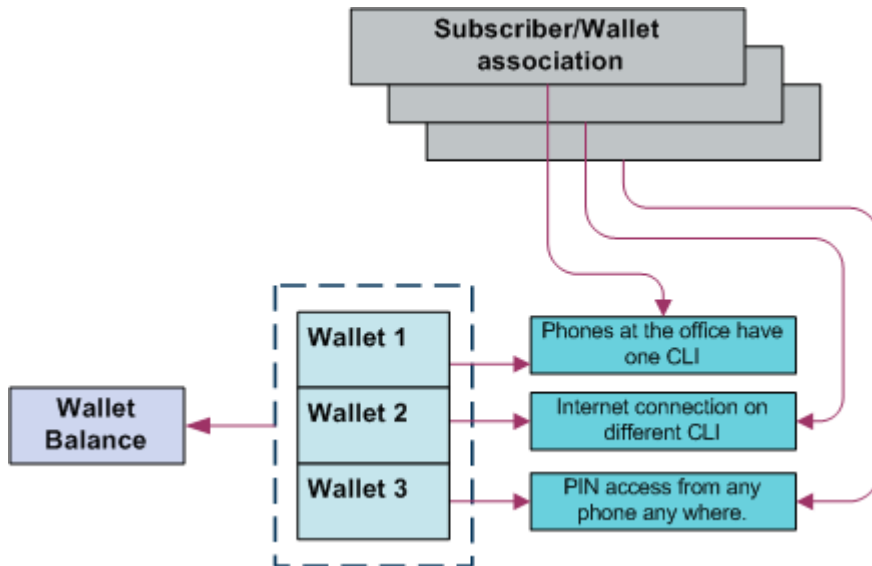 Subscriber/Wallet
association
Wallet 1
Phones at the office have
one CLI
Wallet
Balance
Wallet 2
Internet connection on
different CLI
Wallet 3
PIN access from any
phone any where.